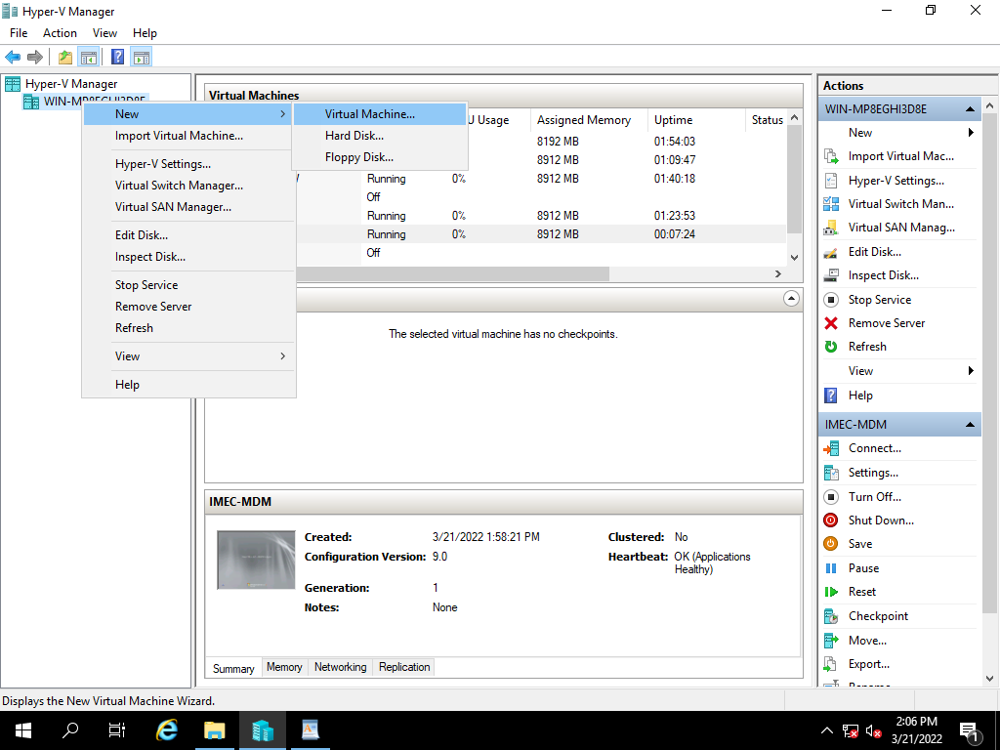 Hyper-V Manager
File Action View Help
Hyper-V Manager
WIN-MP8EGHI3D8E
New
Import Virtual Machine...
Hyper-V Settings...
Virtual Switch Manager...
Virtual SAN Manager...
Edit Disk...
Inspect Disk...
Stop Service
Remove Server
Refresh
View
Help
Virtual Machine...
Hard Disk...
Floppy Disk...
Virtual Machines
U Usage Assigned Memory Uptime Status
8192 MB 01:54:03
8912 MB 01:09:47
Running 0% 8912 MB 01:40:18
Off
Running 0% 8912 MB 01:23:53
Running 0% 8912 MB 00:07:24
Off
The selected virtual machine has no checkpoints.
IMEC-MDM
Created: 3/21/2022 1:58:21 PM Clustered: No
Configuration Version: 9.0 Heartbeat: OK (Applications
Healthy)
Generation: 1
Notes: None
Summary Memory Networking Replication
Actions
WIN-MP8EGHI3D8E
New
Import Virtual Mac...
Hyper-V Settings...
Virtual Switch Man...
Virtual SAN Manag...
Edit Disk...
Inspect Disk...
Stop Service
Remove Server
Refresh
View
Help
IMEC-MDM
Connect...
Settings...
Turn Off...
Shut Down...
Save
Pause
Reset
Checkpoint
Move...
Export...
Displays the New Virtual Machine Wizard.
2:06 PM
3/21/2022
1